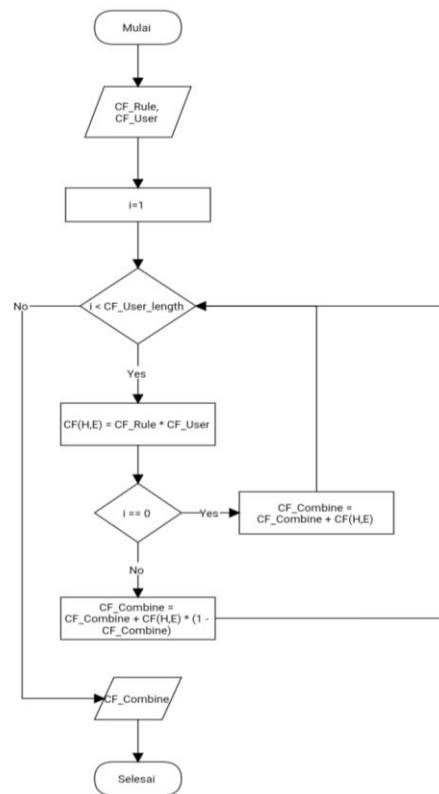 Mulai
CF_Rule,
CF_User
i=1
No
i < CF_User_length
Yes
CF(H,E) = CF_Rule * CF_User
i == 0
Yes
CF_Combine =
CF_Combine + CF(H,E)
No
CF_Combine =
CF_Combine + CF(H,E) * (1 -
CF_Combine)
CF_Combine
Selesai